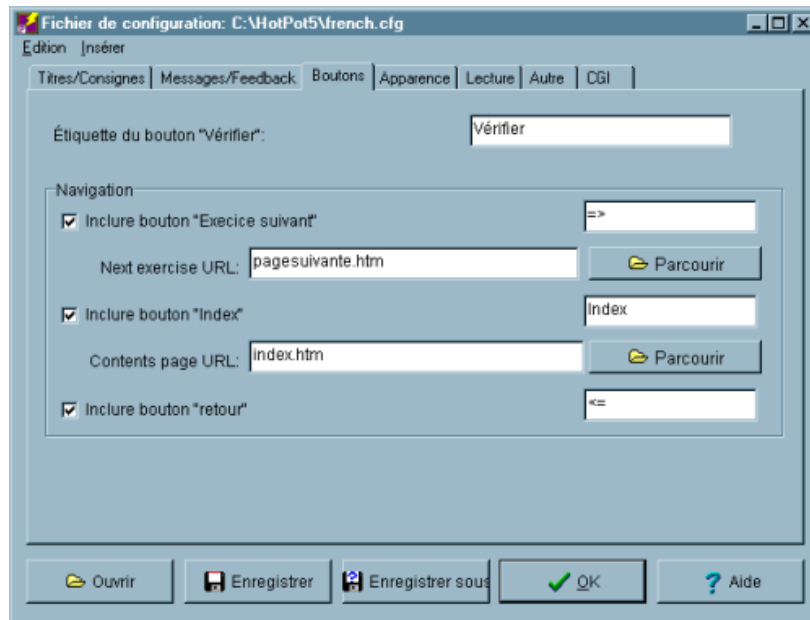 Fichier de configuration: C:\HotPot5\french.cfg
Edition Insérer
Titres/Consignes Messages/Feedback Boutons Apparence Lecture Autre CGI
Étiquette du bouton "Vérifier": Vérifier
Navigation
Inclure bouton "Execice suivant" =>
Next exercise URL: pagesuivante.htm Parcourir
Inclure bouton "Index" Index
Contents page URL: index.htm Parcourir
Inclure bouton "retour" <=
Ouvrir Enregistrer Enregistrer sous OK Aide